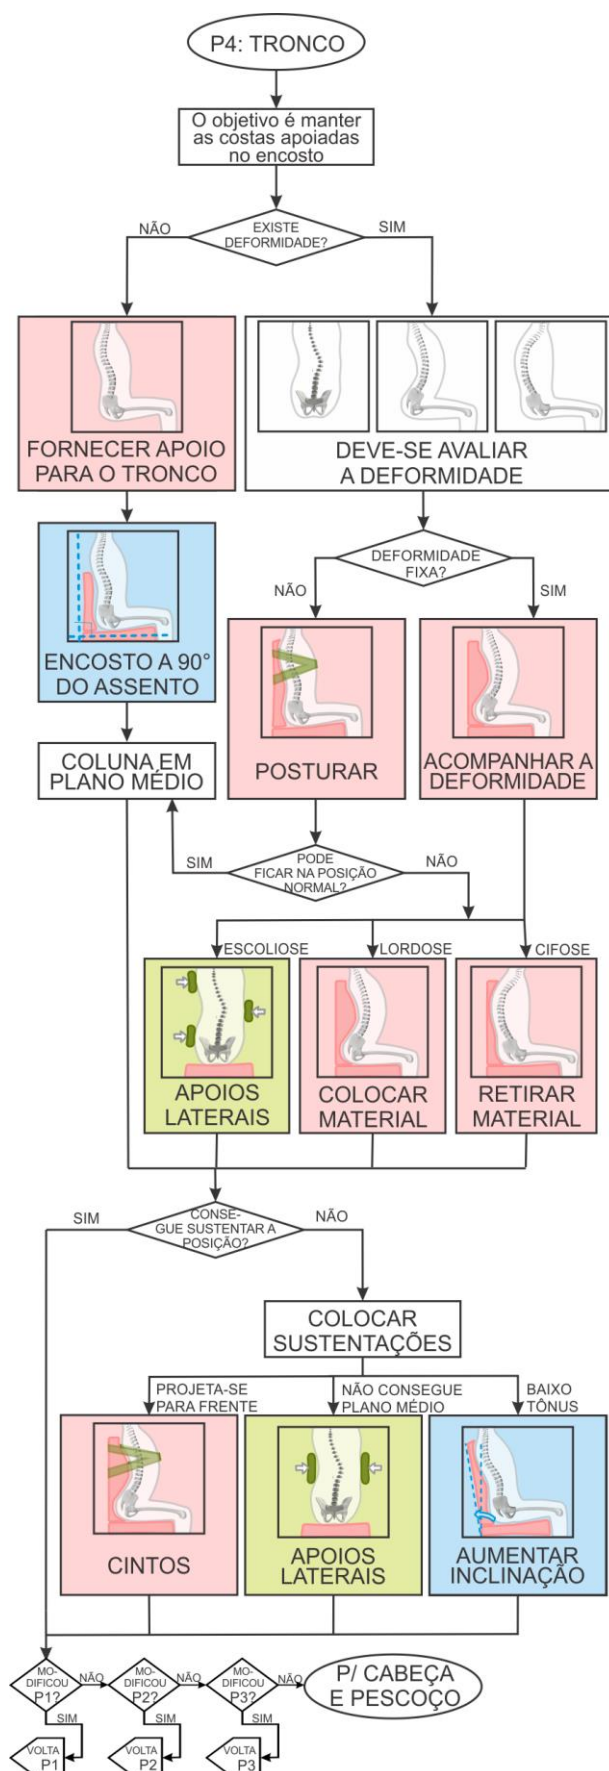 P4: TRONCO
O objetivo é manter
as costas apoiadas
no encosto
EXISTE
DEFORMIDADE?
NÃO
SIM
FORNECER APOIO
PARA O TRONCO
DEVE-SE AVALIAR
A DEFORMIDADE
ENCOSTO A 90°
DO ASSENTO
DEFORMIDADE
FIXA?
NÃO
SIM
POSTURAR
ACOMPANHAR A
DEFORMIDADE
COLUNA EM
PLANO MÉDIO
PODE
FICAR NA POSIÇÃO
NORMAL?
SIM
NÃO
ESCOLIOSE
LORDOSE
CIFOSE
APOIOS
LATERAIS
COLOCAR
MATERIAL
RETIRAR
MATERIAL
CONSE-
GUE SUSTENTAR A
POSIÇÃO?
SIM
NÃO
COLOCAR
SUSTENTAÇÕES
PROJETA-SE
PARA FRENTE
NÃO CONSEGUE
PLANO MÉDIO
BAIXO
TÔNUS
CINTOS
APOIOS
LATERAIS
AUMENTAR
INCLINAÇÃO
MO-
DIFICOU
P1?
NÃO
MO-
DIFICOU
P2?
NÃO
MO-
DIFICOU
P3?
NÃO
P/ CABEÇA
E PESCOÇO
SIM
SIM
SIM
VOLTA
P1
VOLTA
P2
VOLTA
P3